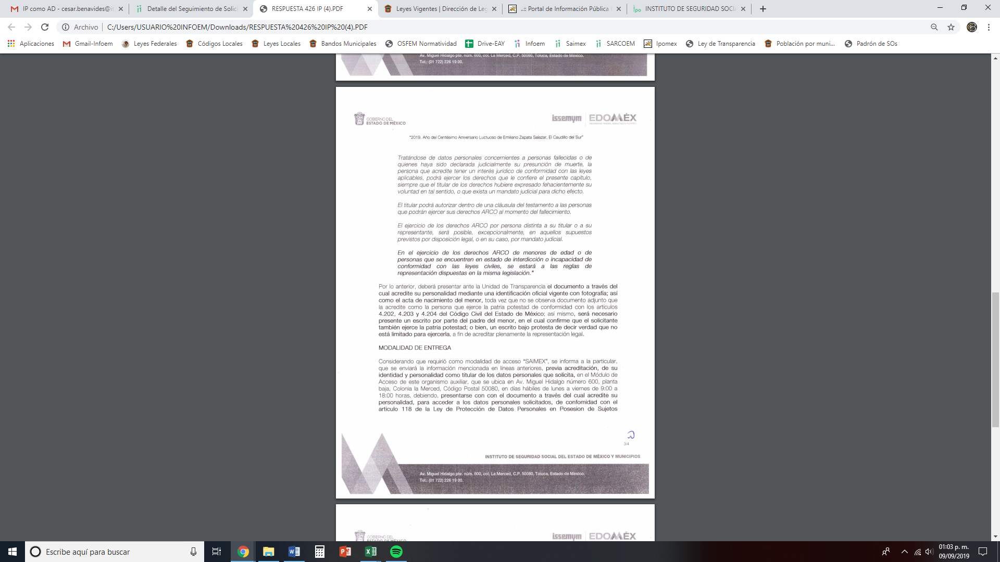 IP como AD - cesar.benavides@it
Detalle del Seguimiento de Solici
RESPUESTA 426 IP (4).PDF
Leyes Vigentes | Dirección de Leg
..:: Portal de Información Pública
INSTITUTO DE SEGURIDAD SOCIA
Archivo
C:/Users/USUARIO%20INFOEM/Downloads/RESPUESTA%20426%20IP%20(4).PDF
Aplicaciones
Gmail-Infoem
Leyes Federales
Códigos Locales
Leyes Locales
Bandos Municipales
OSFEM Normatividad
Drive-EAY
Infoem
Saimex
SARCOEM
Ipomex
Ley de Transparencia
Población por muni...
Padrón de SOs
Av. Miguel Hidalgo pte. núm. 600, col. La Merced, C.P. 50080, Toluca, Estado de México.
Tel.: (01 722) 226 19 00.
GOBIERNO DEL
ESTADO DE MÉXICO
issemym
EDOMÉX
"2019. Año del Centésimo Aniversario Luctuoso de Emiliano Zapata Salazar, El Caudillo del Sur"
Tratándose de datos personales concernientes a personas fallecidas o de
quienes haya sido declarada judicialmente su presunción de muerte, la
persona que acredite tener un interés jurídico de conformidad con las leyes
aplicables, podrá ejercer los derechos que le confiere el presente capítulo,
siempre que el titular de los derechos hubiere expresado fehacientemente su
voluntad en tal sentido, o que exista un mandato judicial para dicho efecto.
El titular podrá autorizar dentro de una cláusula del testamento a las personas
que podrán ejercer sus derechos ARCO al momento del fallecimiento.
El ejercicio de los derechos ARCO por persona distinta a su titular o a su
representante, será posible, excepcionalmente, en aquellos supuestos
previstos por disposición legal, o en su caso, por mandato judicial.
En el ejercicio de los derechos ARCO de menores de edad o de
personas que se encuentren en estado de interdicción o incapacidad de
conformidad con las leyes civiles, se estará a las reglas de
representación dispuestas en la misma legislación."
Por lo anterior, deberá presentar ante la Unidad de Transparencia el documento a través del
cual acredite su personalidad mediante una identificación oficial vigente con fotografía; así
como el acta de nacimiento del menor, toda vez que no se observa documento adjunto que
la acredite como la persona que ejerce la patria potestad de conformidad con los artículos
4.202, 4.203 y 4.204 del Código Civil del Estado de México; así mismo, será necesario
presente un escrito por parte del padre del menor, en el cual confirme que el solicitante
también ejerce la patria potestad; o bien, un escrito bajo protesta de decir verdad que no
está limitado para ejercerla, a fin de acreditar plenamente la representación legal.
MODALIDAD DE ENTREGA
Considerando que requirió como modalidad de acceso "SAIMEX", se informa a la particular,
que se enviará la información mencionada en líneas anteriores, previa acreditación, de su
identidad y personalidad como titular de los datos personales que solicita, en el Módulo de
Acceso de este organismo auxiliar, que se ubica en Av. Miguel Hidalgo número 600, planta
baja, Colonia la Merced, Código Postal 50080, en días hábiles de lunes a viernes de 9:00 a
18:00 horas, debiendo, presentarse con con el documento a través del cual acredite su
personalidad, para acceder a los datos personales solicitados, de confomidad con el
articulo 118 de la Ley de Protección de Datos Personales en Posesion de Sujetos
3/4
INSTITUTO DE SEGURIDAD SOCIAL DEL ESTADO DE MÉXICO Y MUNICIPIOS
Av. Miguel Hidalgo pte. núm. 600, col. La Merced, C.P. 50080, Toluca, Estado de México.
Tel.: (01 722) 226 19 00.
GOBIERNO DEL
ESTADO DE MÉXICO
issemym
EDOMÉX
Escribe aquí para buscar
01:03 p. m.
09/09/2019